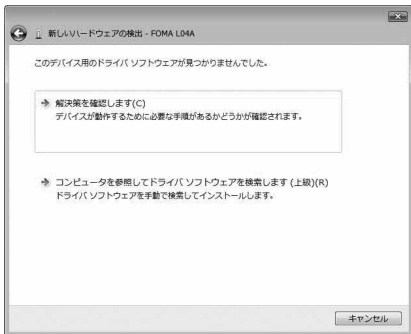 新しいハードウェアの検出 - FOMA L04A
このデバイス用のドライバ ソフトウェアが見つかりませんでした。
解決策を確認します(C)
デバイスが動作するために必要な手順があるかどうかが確認されます。
コンピュータを参照してドライバ ソフトウェアを検索します (上級)(R)
ドライバ ソフトウェアを手動で検索してインストールします。
キャンセル